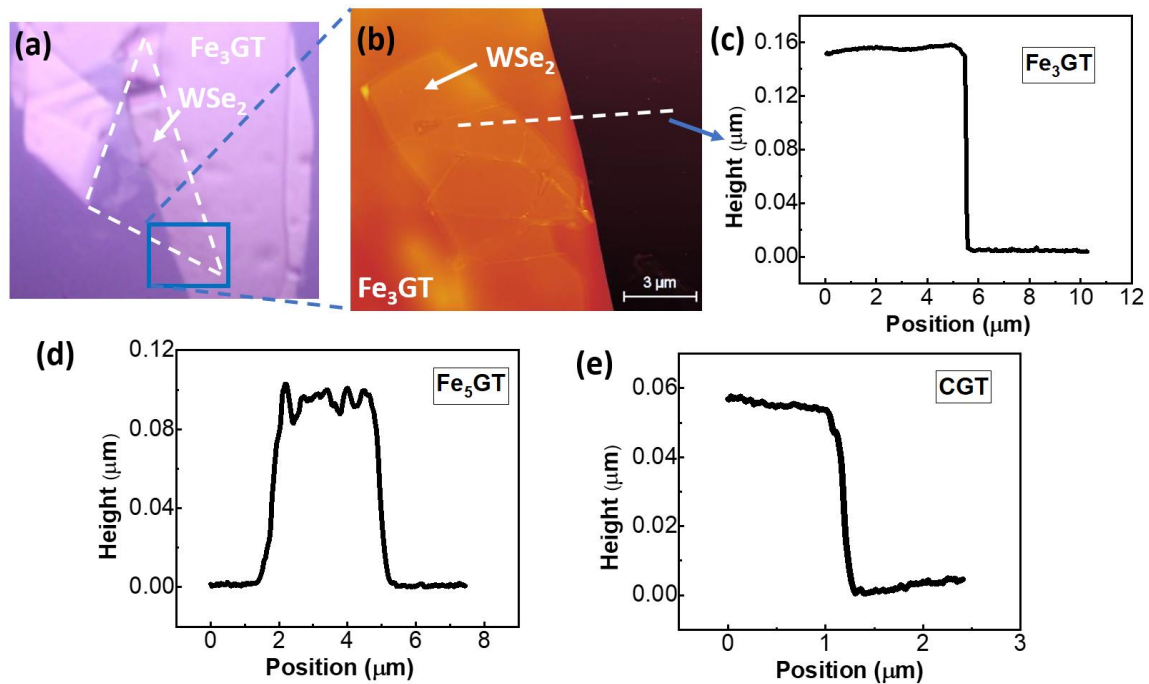 (a)
Fe₃GT
WSe₂
(b)
WSe₂
Fe₃GT
3 μm
(c)
Fe₃GT
0.16
0.12
0.08
0.04
0.00
Height (μm)
0 2 4 6 8 10 12
Position (μm)
(d)
Fe₅GT
0.12
0.08
0.04
0.00
Height (μm)
0 2 4 6 8
Position (μm)
(e)
CGT
0.06
0.04
0.02
0.00
Height (μm)
0 1 2 3
Position (μm)